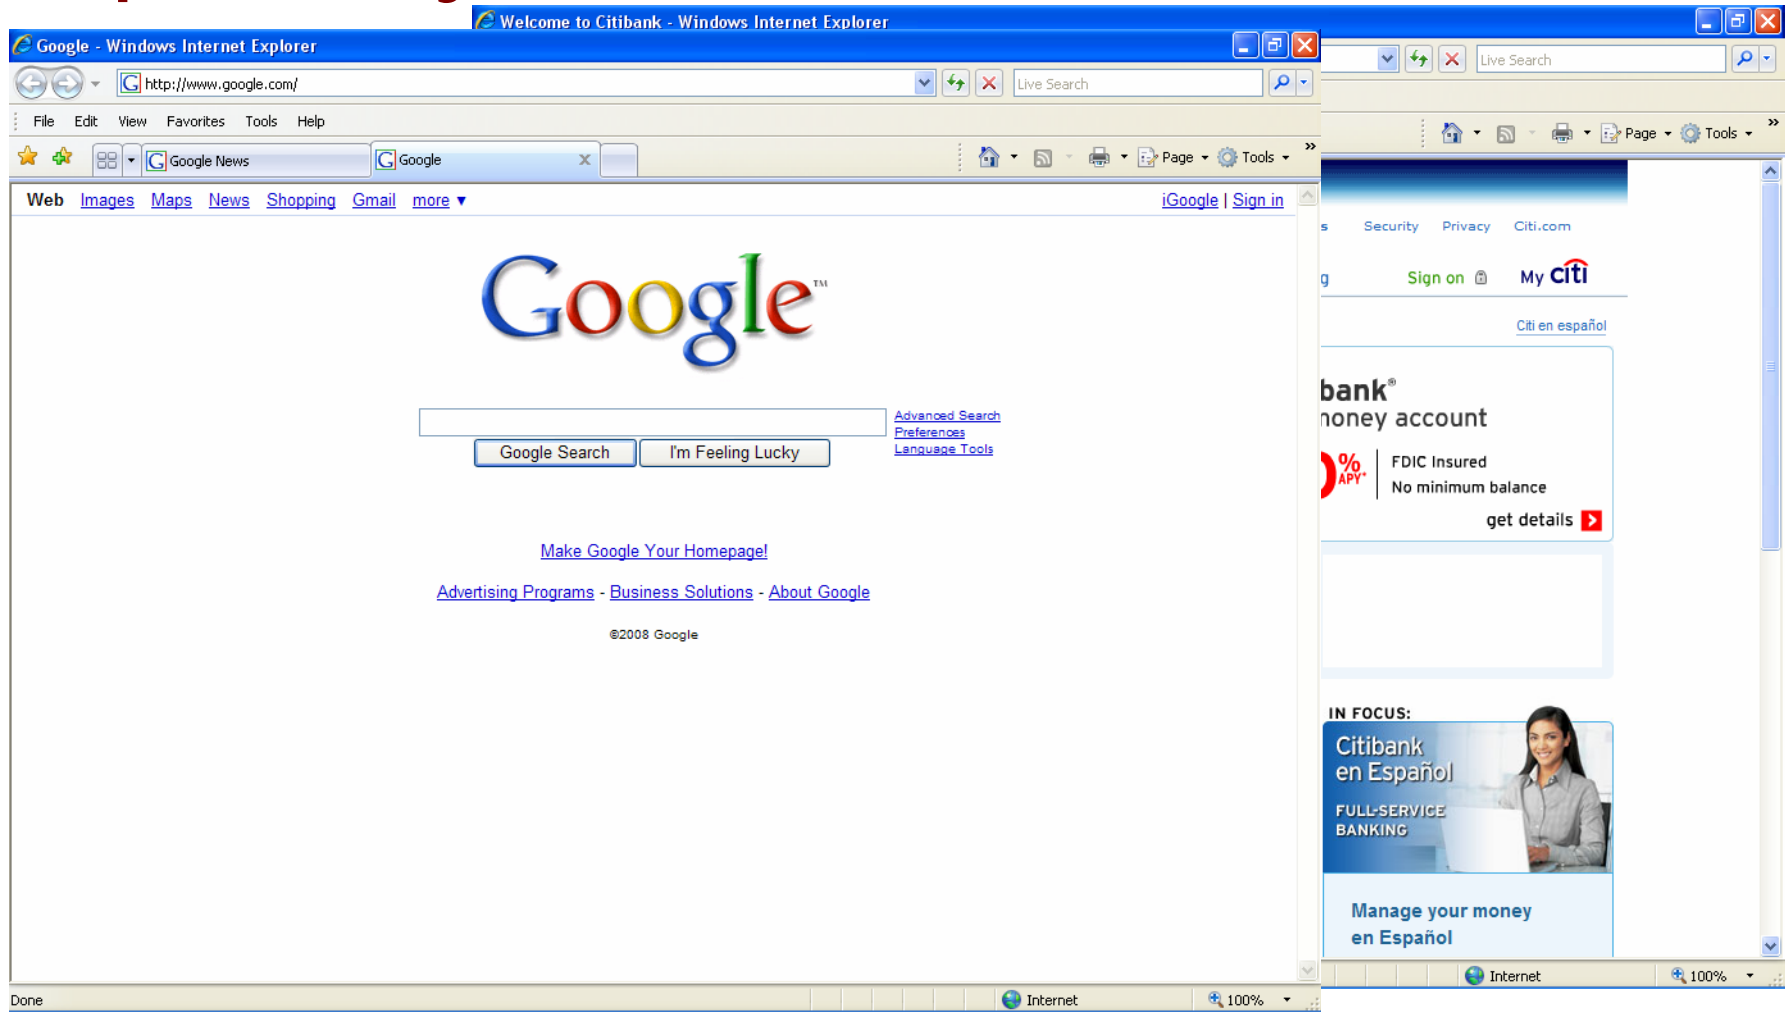 Welcome to Citibank - Windows Internet Explorer
Google - Windows Internet Explorer
http://www.google.com/
Live Search
File Edit View Favorites Tools Help
Google News
Google
Page
Tools
Web Images Maps News Shopping Gmail more ▼
iGoogle | Sign in
Google™
Advanced Search
Preferences
Language Tools
Google Search
I'm Feeling Lucky
Make Google Your Homepage!
Advertising Programs - Business Solutions - About Google
©2008 Google
Done
Internet
100%
Live Search
Page
Tools
Security Privacy Citi.com
Sign on
My citi
Citi en español
bank®
money account
% APY*
FDIC Insured
No minimum balance
get details
IN FOCUS:
Citibank
en Español
FULL-SERVICE
BANKING
Manage your money
en Español
Internet
100%